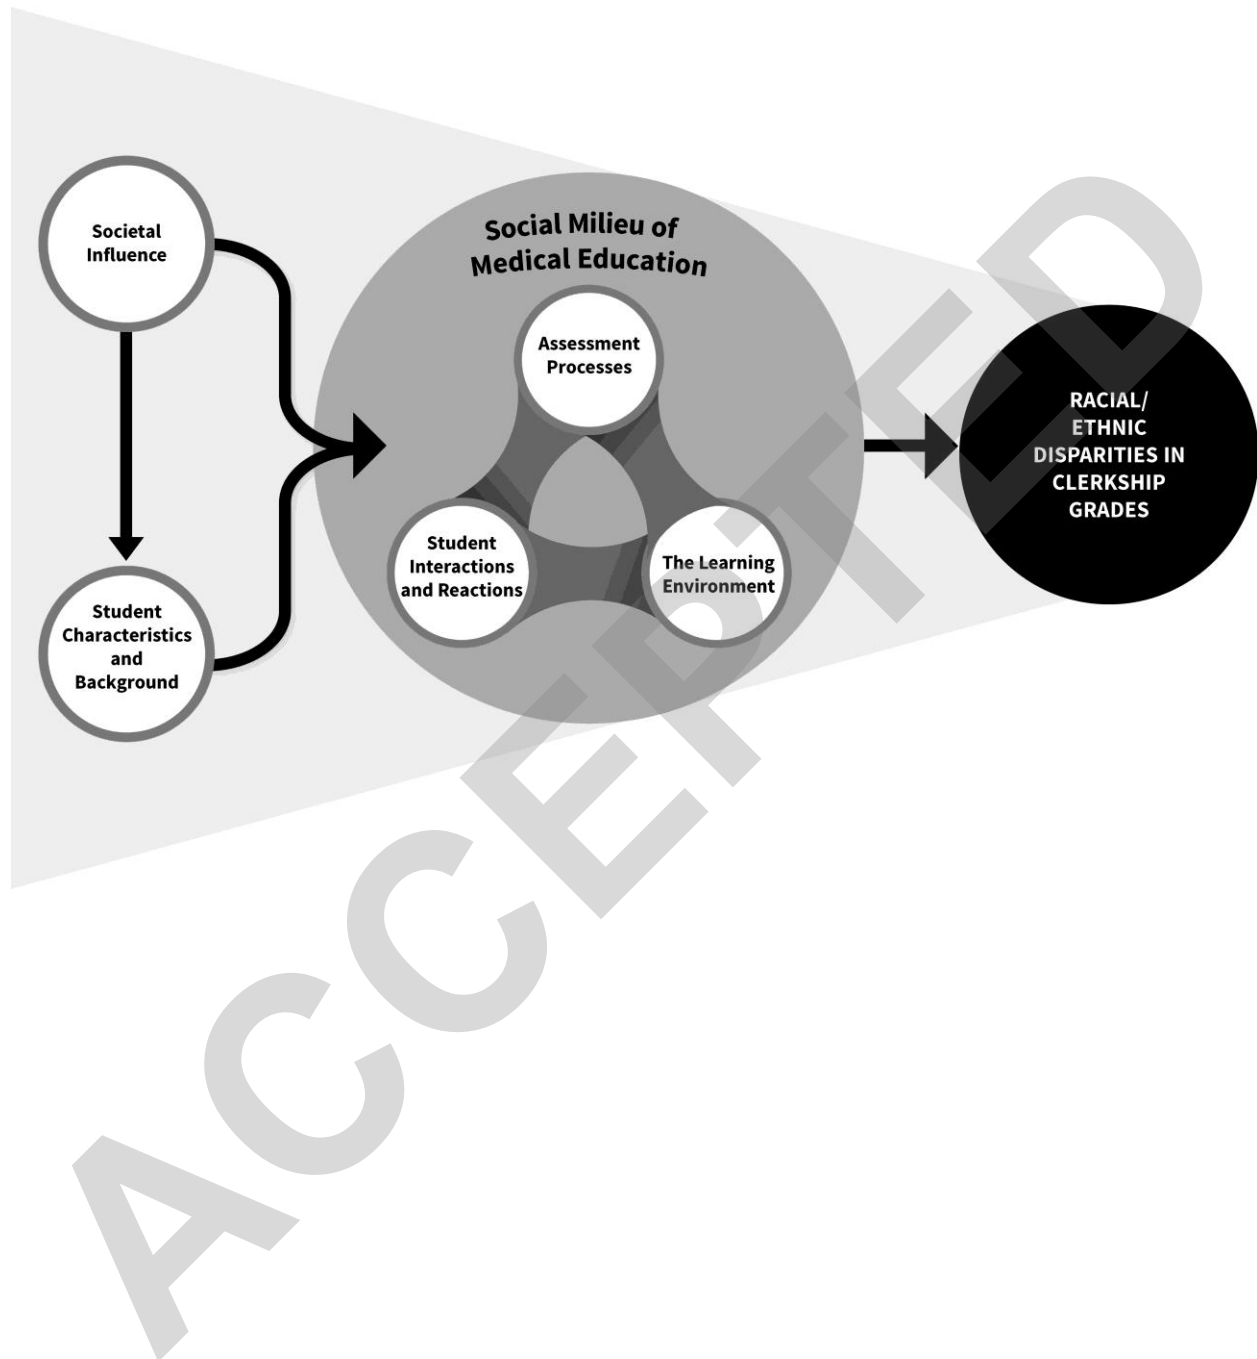 Societal
Influence
Student
Characteristics
and
Background
Social Milieu of
Medical Education
Assessment
Processes
Student
Interactions
and Reactions
The Learning
Environment
RACIAL/
ETHNIC
DISPARITIES IN
CLERKSHIP
GRADES
ACCEPTED